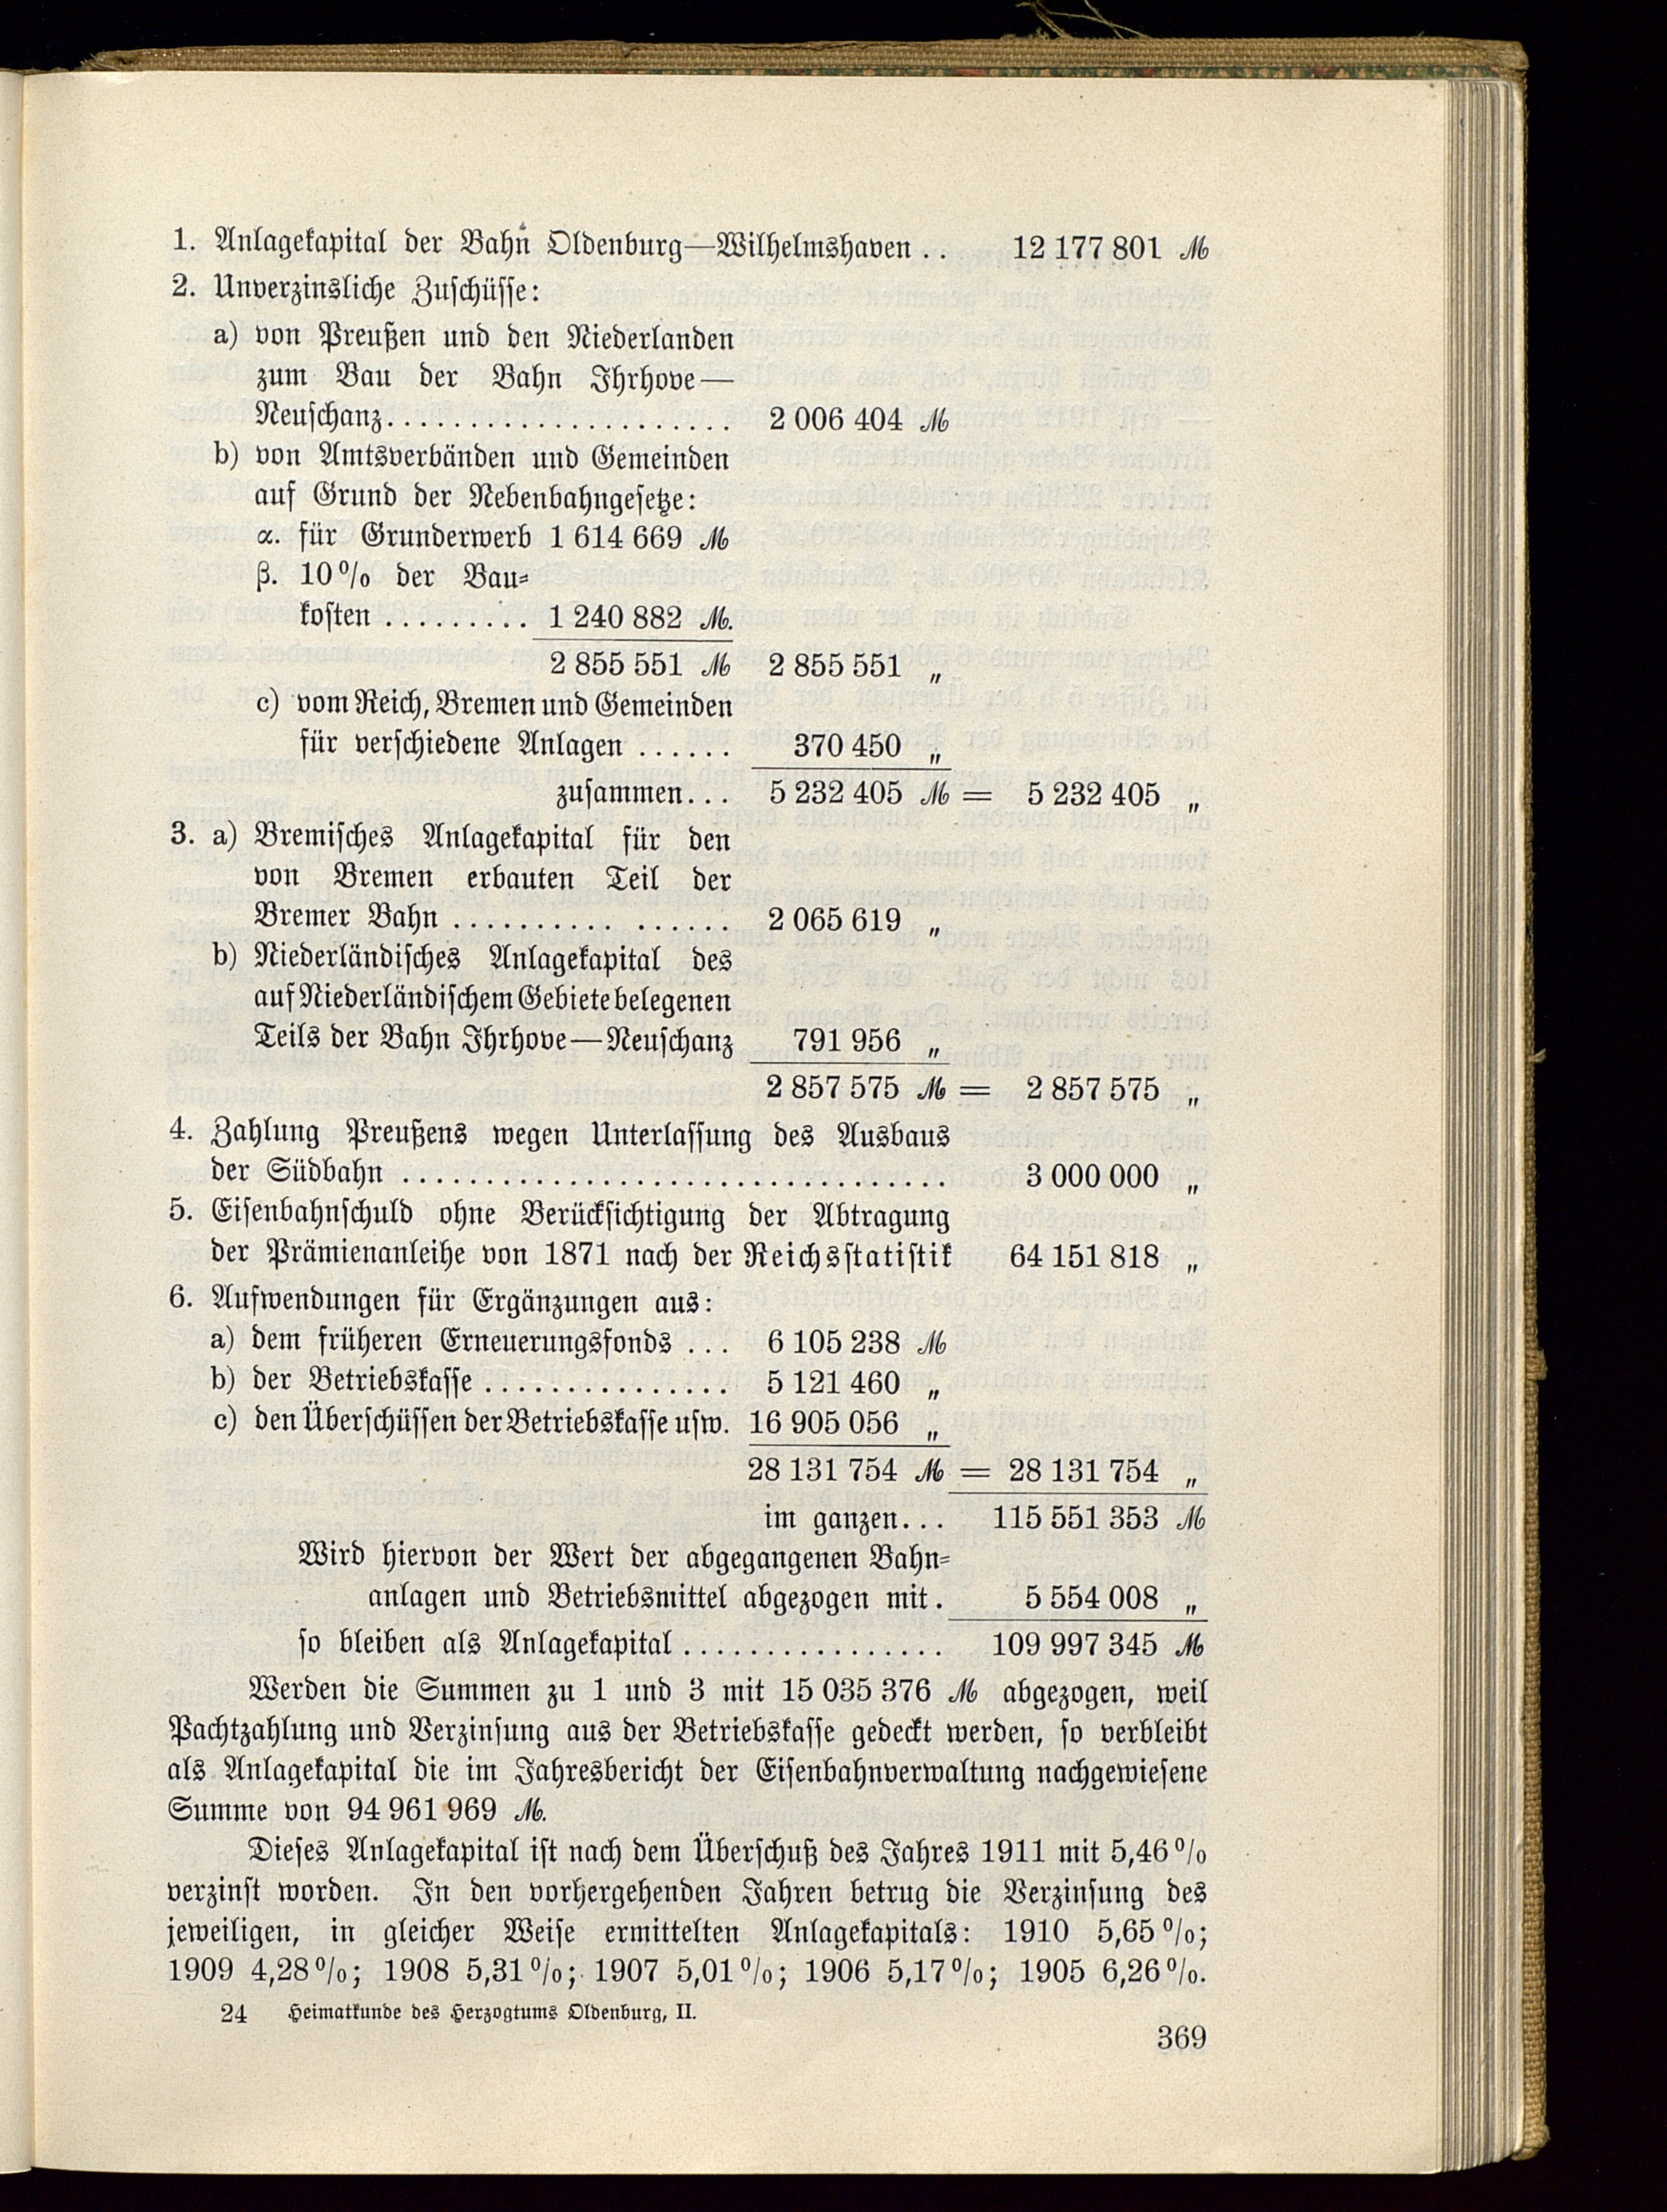 1. Anlagekapital der Bahn Oldenburg—Wilhelmshaven . . 12 177 801 ℳ
2. Unverzinsliche Zuschüsse:
a) von Preußen und den Niederlanden
zum Bau der Bahn Ihrhove—
Neuschanz..................... 2 006 404 ℳ
b) von Amtsverbänden und Gemeinden
auf Grund der Nebenbahngesetze:
α. für Grunderwerb 1 614 669 ℳ
β. 10% der Bau-
kosten ......... 1 240 882 ℳ.
2 855 551 ℳ 2 855 551 „
c) vom Reich, Bremen und Gemeinden
für verschiedene Anlagen ...... 370 450 „
zusammen... 5 232 405 ℳ = 5 232 405 „
3. a) Bremisches Anlagekapital für den
von Bremen erbauten Teil der
Bremer Bahn .......... ...... 2 065 619 „
b) Niederländisches Anlagekapital des
auf Niederländischem Gebiete belegenen
Teils der Bahn Ihrhove—Neuschanz 791 956 „
2 857 575 ℳ = 2 857 575 „
4. Zahlung Preußens wegen Unterlassung des Ausbaus
der Südbahn ................................. 3 000 000 „
5. Eisenbahnschuld ohne Berücksichtigung der Abtragung
der Prämienanleihe von 1871 nach der Reichsstatistik 64 151 818 „
6. Aufwendungen für Ergänzungen aus:
a) dem früheren Erneuerungsfonds ... 6 105 238 ℳ
b) der Betriebskasse ............... 5 121 460 „
c) den Überschüssen der Betriebskasse usw. 16 905 056 „
28 131 754 ℳ = 28 131 754 „
im ganzen... 115 551 353 ℳ
Wird hiervon der Wert der abgegangenen Bahn-
anlagen und Betriebsmittel abgezogen mit . 5 554 008 „
so bleiben als Anlagekapital ................ 109 997 345 ℳ
Werden die Summen zu 1 und 3 mit 15 035 376 ℳ abgezogen, weil
Pachtzahlung und Verzinsung aus der Betriebskasse gedeckt werden, so verbleibt
als Anlagekapital die im Jahresbericht der Eisenbahnverwaltung nachgewiesene
Summe von 94 961 969 ℳ.
Dieses Anlagekapital ist nach dem Überschuß des Jahres 1911 mit 5,46%
verzinst worden. In den vorhergehenden Jahren betrug die Verzinsung des
jeweiligen, in gleicher Weise ermittelten Anlagekapitals: 1910 5,65%;
1909 4,28%; 1908 5,31%; 1907 5,01%; 1906 5,17%; 1905 6,26%.
24 Heimatkunde des Herzogtums Oldenburg, II.
369